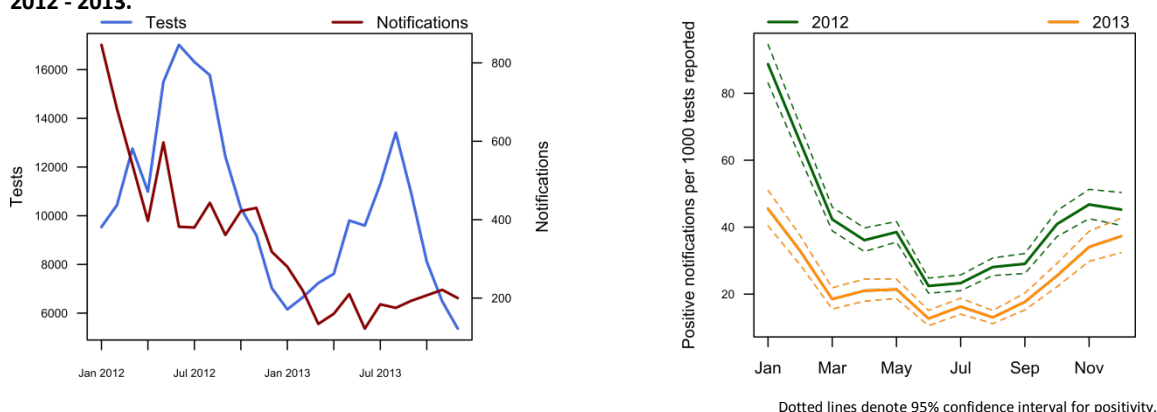 2012 - 2013.
Tests
Notifications
16000
14000
12000
10000
8000
6000
Tests
800
600
400
200
Notifications
Jan 2012
Jul 2012
Jan 2013
Jul 2013
2012
2013
Positive notifications per 1000 tests reported
80
60
40
20
Jan
Mar
May
Jul
Sep
Nov
Dotted lines denote 95% confidence interval for positivity.